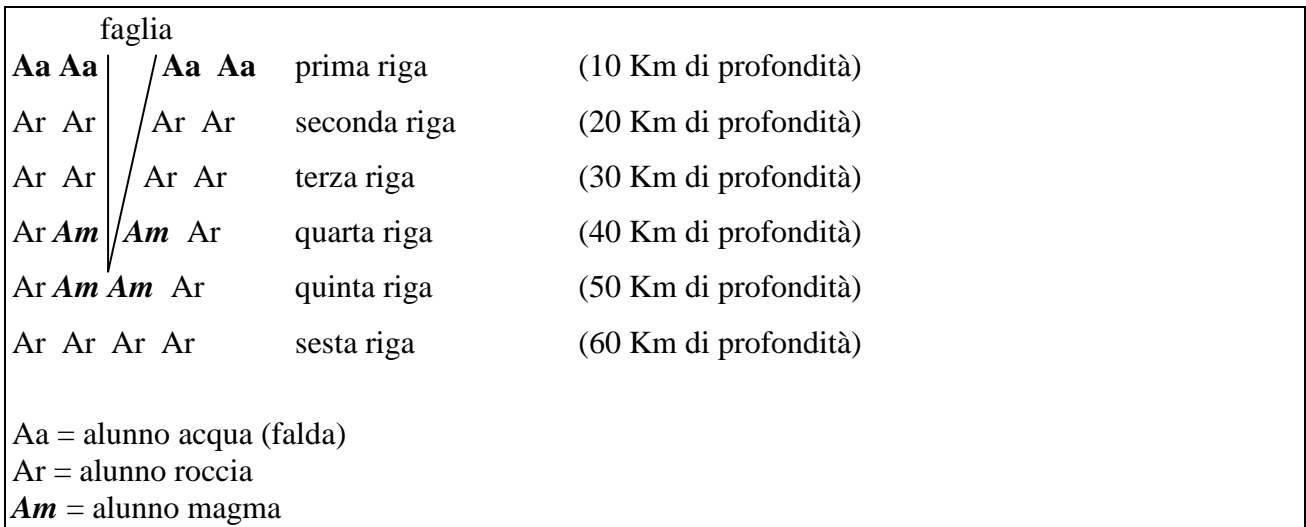 faglia
Aa Aa Aa Aa prima riga (10 Km di profondità)
Ar Ar Ar Ar seconda riga (20 Km di profondità)
Ar Ar Ar Ar terza riga (30 Km di profondità)
Ar Am Am Ar quarta riga (40 Km di profondità)
Ar Am Am Ar quinta riga (50 Km di profondità)
Ar Ar Ar Ar sesta riga (60 Km di profondità)
Aa = alunno acqua (falda)
Ar = alunno roccia
Am = alunno magma